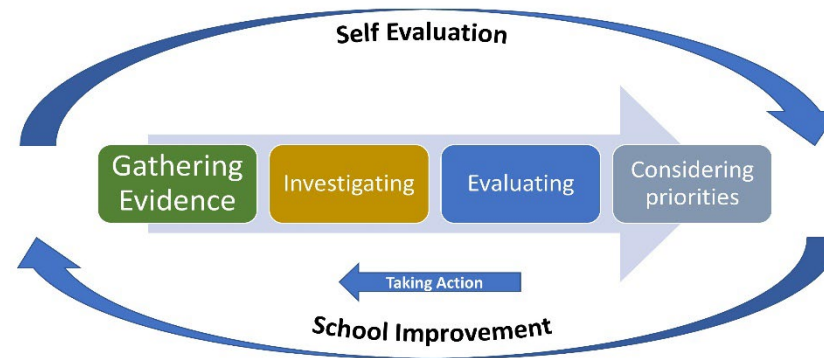 Self Evaluation
Gathering
Evidence
Investigating
Evaluating
Considering
priorities
Taking Action
School Improvement